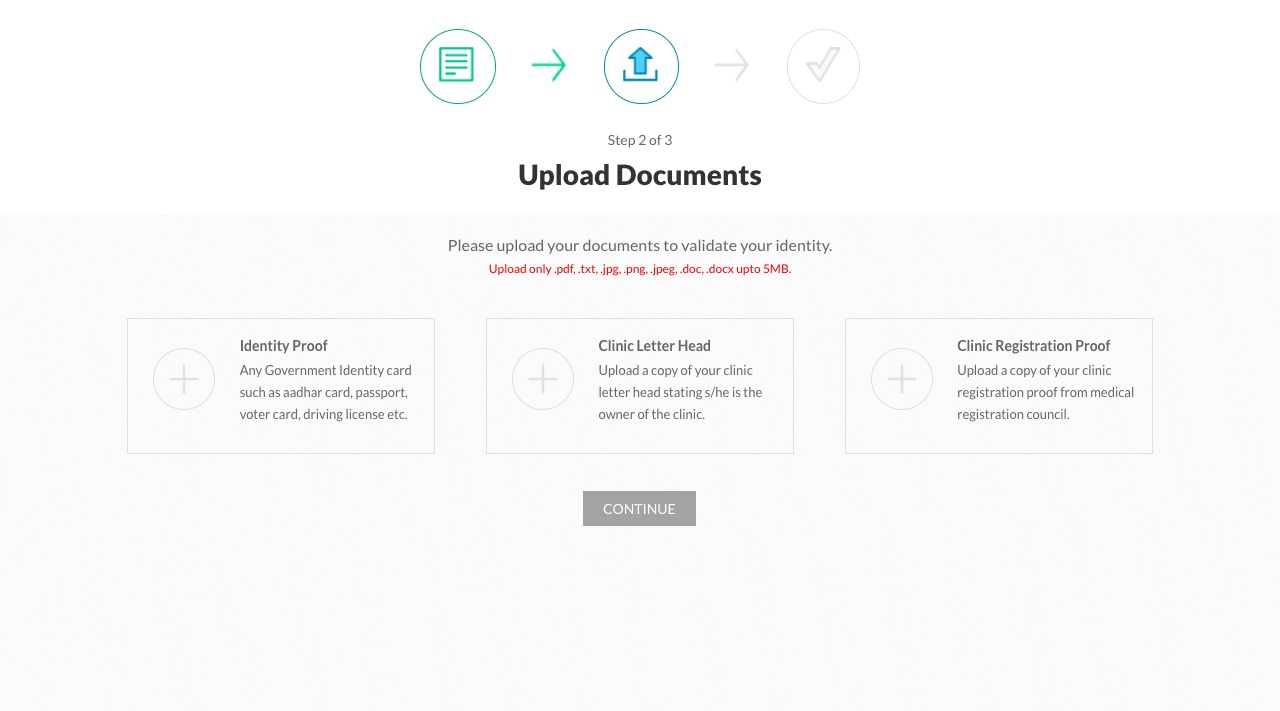 Step 2 of 3
Upload Documents
Please upload your documents to validate your identity.
Upload only .pdf, .txt, .jpg, .png, .jpeg, .doc, .docx upto 5MB.
Identity Proof
Any Government Identity card
such as aadhar card, passport,
voter card, driving license etc.
Clinic Letter Head
Upload a copy of your clinic
letter head stating s/he is the
owner of the clinic.
Clinic Registration Proof
Upload a copy of your clinic
registration proof from medical
registration council.
CONTINUE